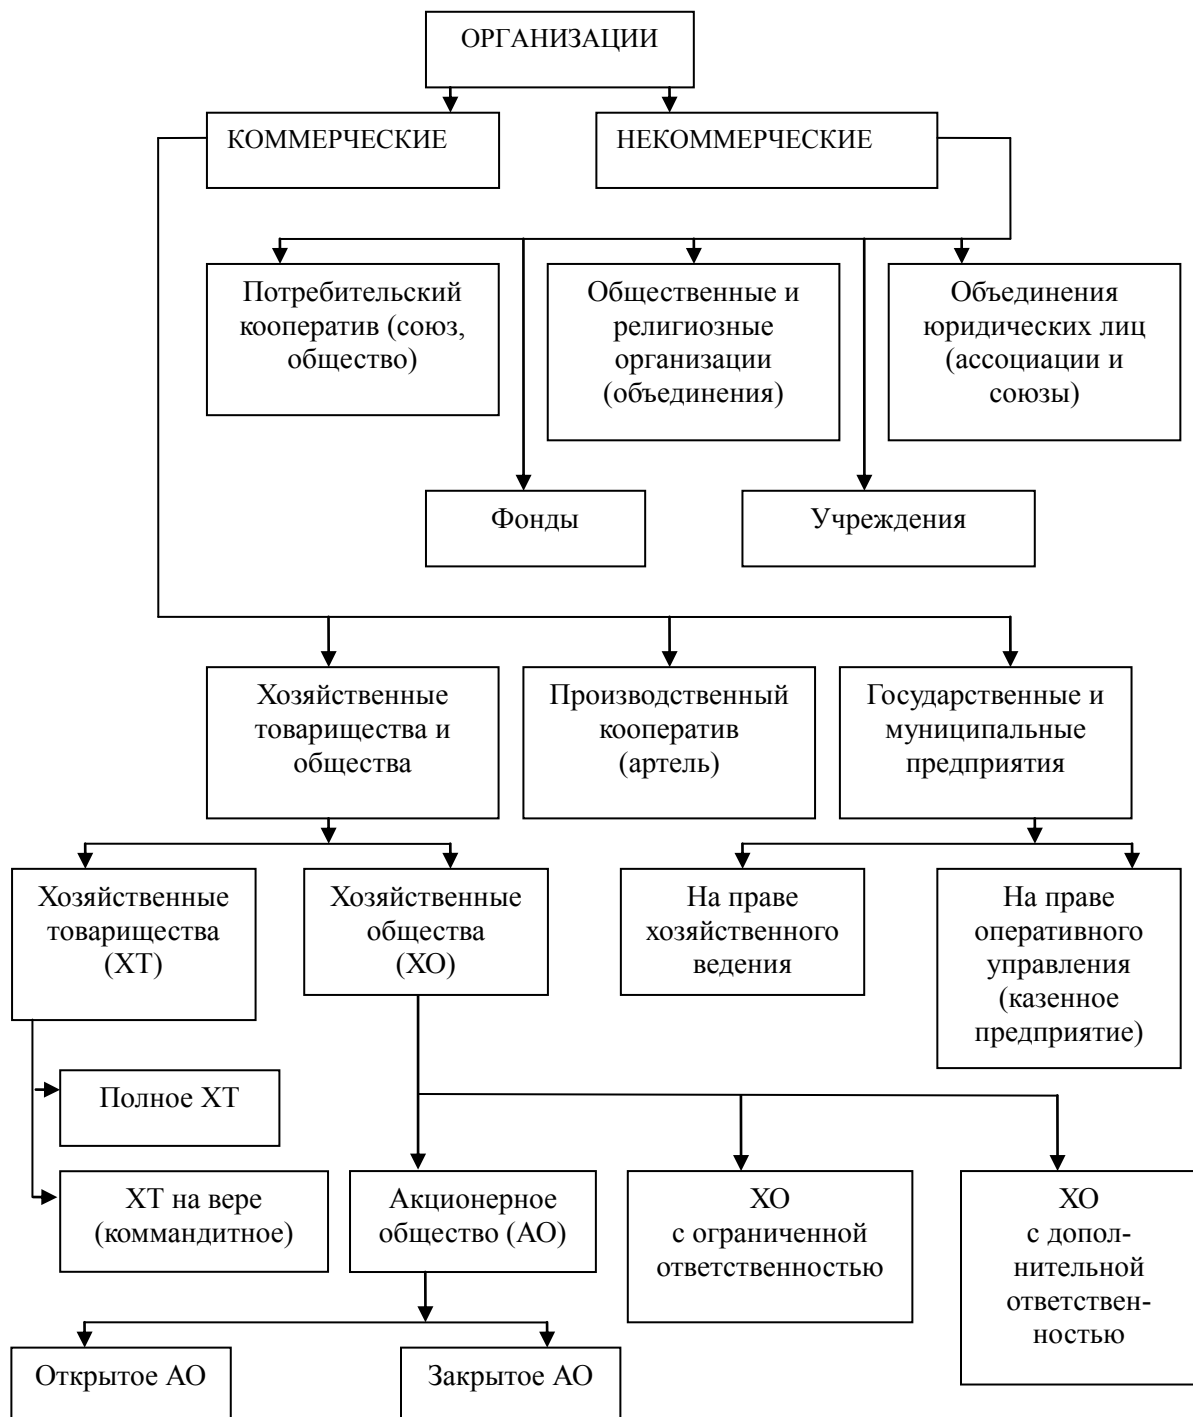 ОРГАНИЗАЦИИ
КОММЕРЧЕСКИЕ
НЕКОММЕРЧЕСКИЕ
Потребительский
кооператив (союз,
общество)
Общественные и
религиозные
организации
(объединения)
Объединения
юридических лиц
(ассоциации и
союзы)
Фонды
Учреждения
Хозяйственные
товарищества и
общества
Производственный
кооператив
(артель)
Государственные и
муниципальные
предприятия
Хозяйственные
товарищества
(ХТ)
Хозяйственные
общества
(ХО)
На праве
хозяйственного
ведения
На праве
оперативного
управления
(казенное
предприятие)
Полное ХТ
ХТ на вере
(коммандитное)
Акционерное
общество (АО)
ХО
с ограниченной
ответственностью
ХО
с допол-
нительной
ответствен-
ностью
Открытое АО
Закрытое АО